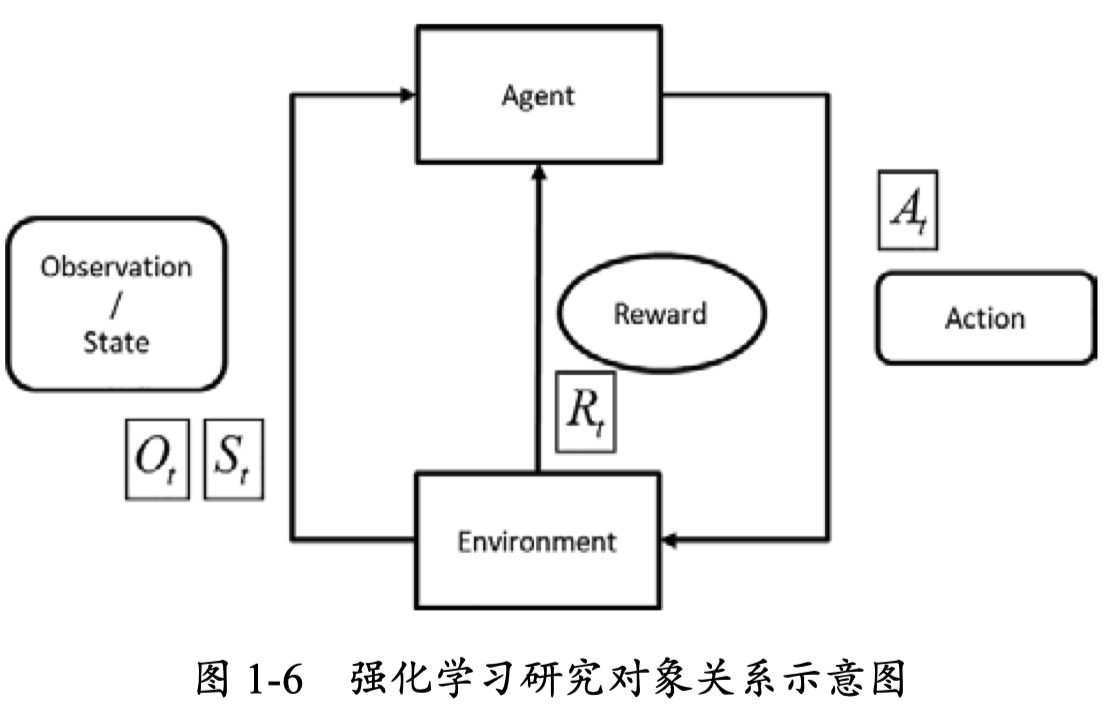 Agent
A_t
Observation
/
State
Reward
Action
R_t
O_t S_t
Environment
图 1-6 强化学习研究对象关系示意图